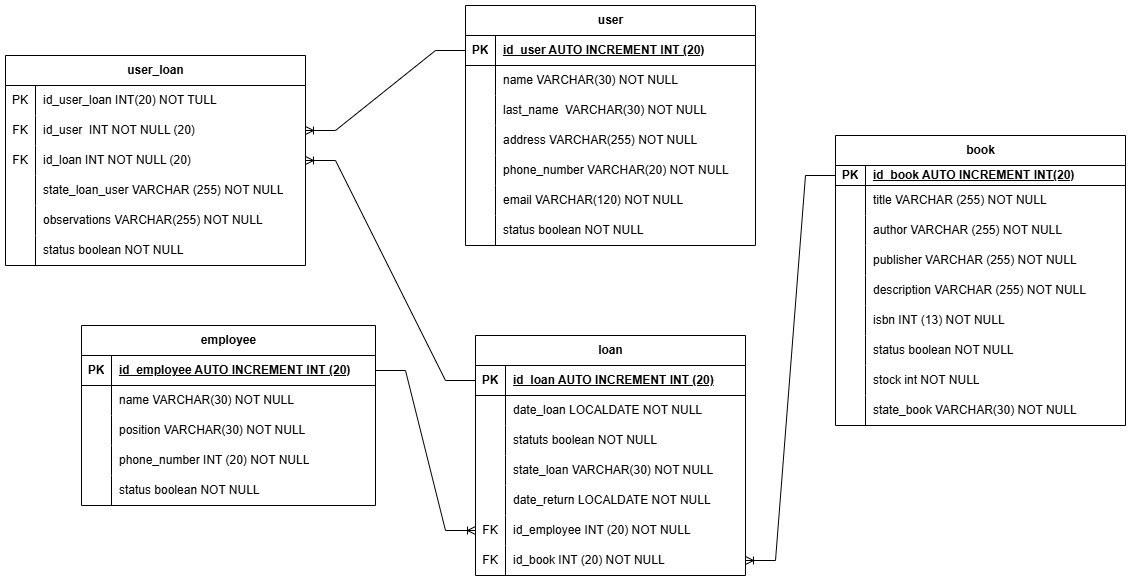 user
PK id_user AUTO INCREMENT INT (20)
name VARCHAR(30) NOT NULL
last_name VARCHAR(30) NOT NULL
address VARCHAR(255) NOT NULL
phone_number VARCHAR(20) NOT NULL
email VARCHAR(120) NOT NULL
status boolean NOT NULL
user_loan
PK id_user_loan INT(20) NOT TULL
FK id_user INT NOT NULL (20)
FK id_loan INT NOT NULL (20)
state_loan_user VARCHAR (255) NOT NULL
observations VARCHAR(255) NOT NULL
status boolean NOT NULL
book
PK id_book AUTO INCREMENT INT(20)
title VARCHAR (255) NOT NULL
author VARCHAR (255) NOT NULL
publisher VARCHAR (255) NOT NULL
description VARCHAR (255) NOT NULL
isbn INT (13) NOT NULL
status boolean NOT NULL
stock int NOT NULL
state_book VARCHAR(30) NOT NULL
employee
PK id_employee AUTO INCREMENT INT (20)
name VARCHAR(30) NOT NULL
position VARCHAR(30) NOT NULL
phone_number INT (20) NOT NULL
status boolean NOT NULL
loan
PK id_loan AUTO INCREMENT INT (20)
date_loan LOCALDATE NOT NULL
statuts boolean NOT NULL
state_loan VARCHAR(30) NOT NULL
date_return LOCALDATE NOT NULL
FK id_employee INT (20) NOT NULL
FK id_book INT (20) NOT NULL